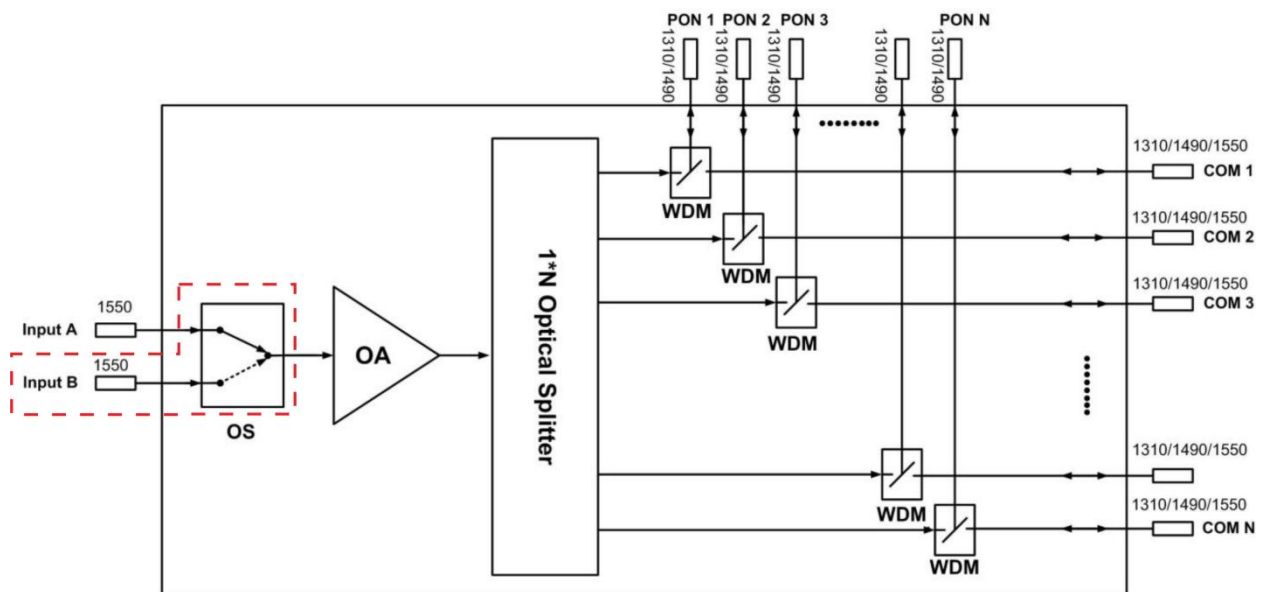 PON 1
PON 2
PON 3
PON N
1310/1490
1310/1490
1310/1490
1310/1490
1310/1490
1310/1490/1550
COM 1
WDM
1310/1490/1550
COM 2
WDM
1310/1490/1550
COM 3
WDM
1550
Input A
1550
Input B
OS
OA
1*N Optical Splitter
1310/1490/1550
WDM
1310/1490/1550
COM N
WDM